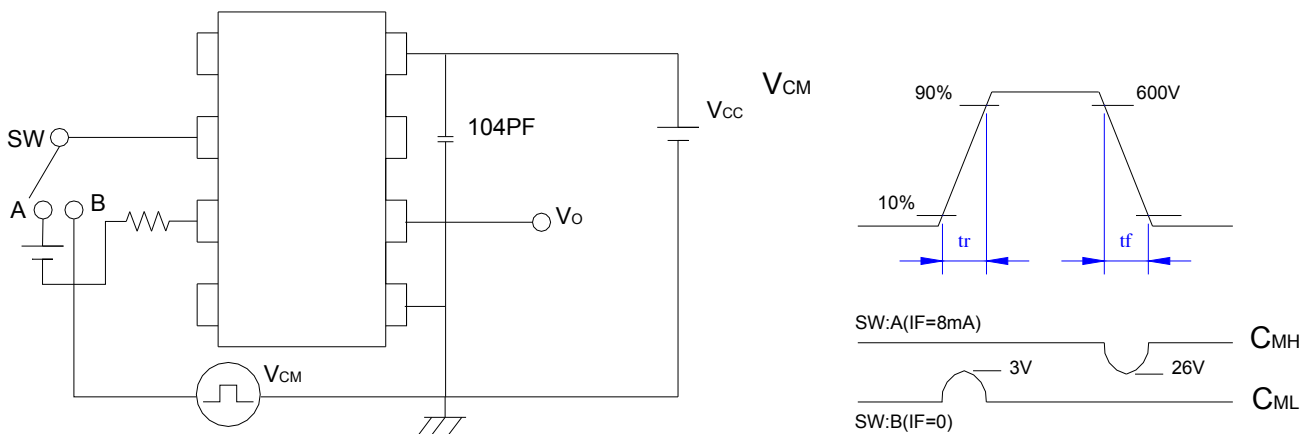 SW
A
B
104PF
VCC
VO
VCM
VCM
90%
600V
10%
tr
tf
SW:A(IF=8mA)
CMH
3V
26V
CML
SW:B(IF=0)